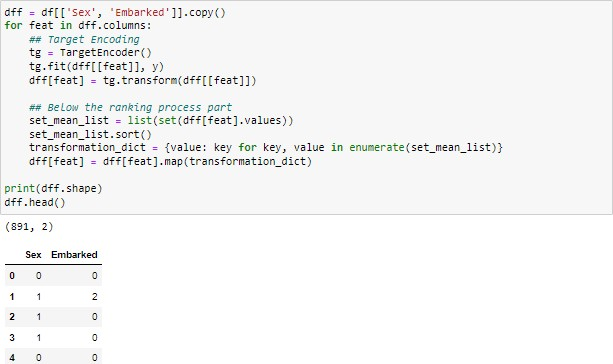 dff = df[['Sex', 'Embarked']].copy()
for feat in dff.columns:
    ## Target Encoding
    tg = TargetEncoder()
    tg.fit(dff[[feat]], y)
    dff[feat] = tg.transform(dff[[feat]])

    ## Below the ranking process part
    set_mean_list = list(set(dff[feat].values))
    set_mean_list.sort()
    transformation_dict = {value: key for key, value in enumerate(set_mean_list)}
    dff[feat] = dff[feat].map(transformation_dict)

print(dff.shape)
dff.head()
(891, 2)
Sex Embarked
0 0 0
1 1 2
2 1 0
3 1 0
4 0 0